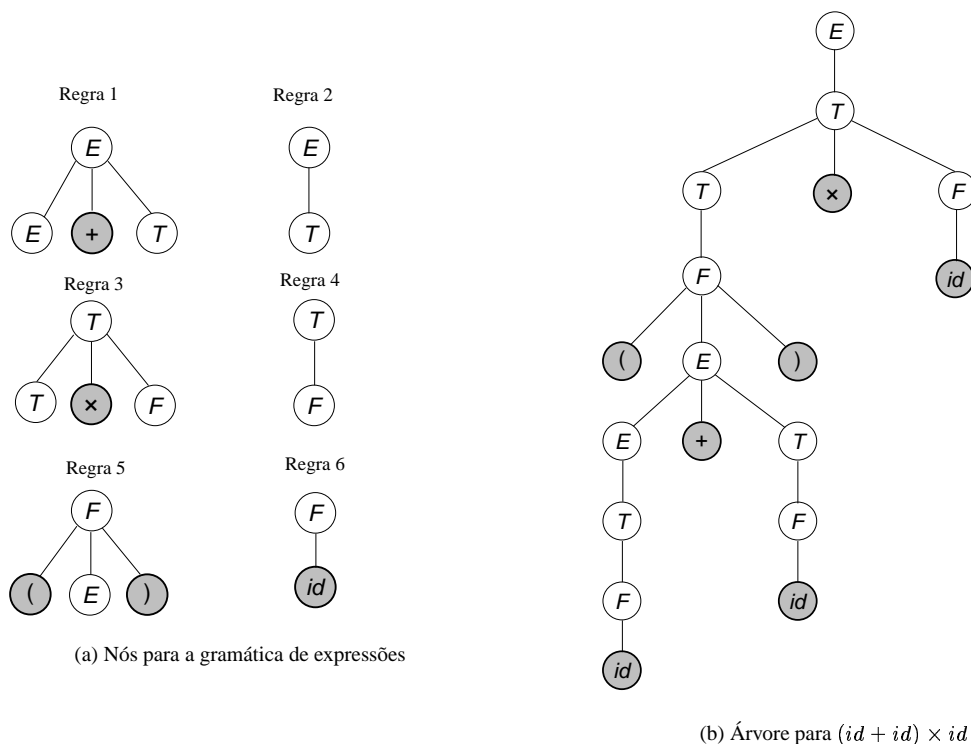 Regra 1
E
E + T
Regra 2
E
T
Regra 3
T
T × F
Regra 4
T
F
Regra 5
F
( E )
Regra 6
F
id
(a) Nós para a gramática de expressões
E
T
T × F
F id
( E )
E + T
T F
F id
id
(b) Árvore para (id + id) × id